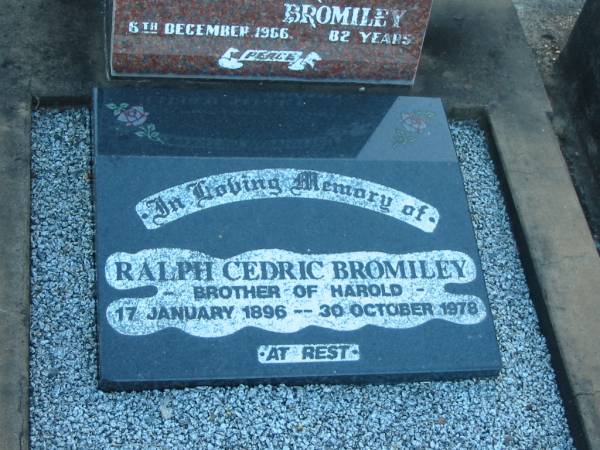 BROMILEY
6TH DECEMBER 1966 82 YEARS
PEACE
In Loving Memory of
RALPH CEDRIC BROMILEY
- BROTHER OF HAROLD -
17 JANUARY 1896 -- 30 OCTOBER 1978
· AT REST ·